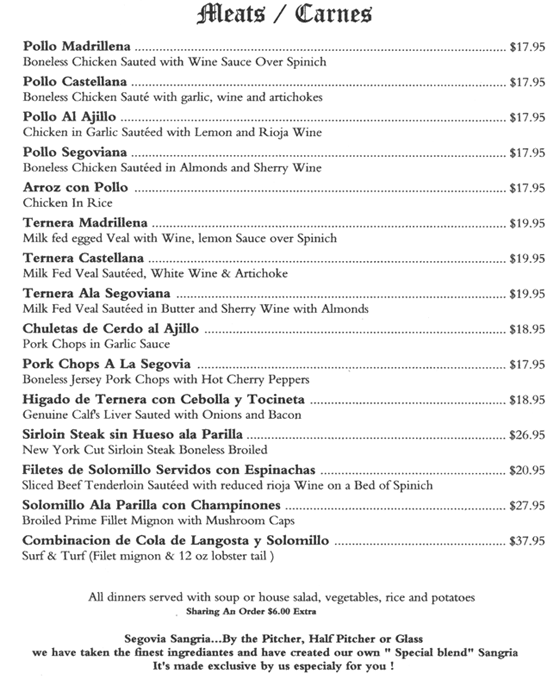 Meats / Carnes
Pollo Madrillena ........ $17.95
Boneless Chicken Sauted with Wine Sauce Over Spinich
Pollo Castellana ........ $17.95
Boneless Chicken Sauté with garlic, wine and artichokes
Pollo Al Ajillo ........ $17.95
Chicken in Garlic Sautéed with Lemon and Rioja Wine
Pollo Segoviana ........ $17.95
Boneless Chicken Sautéed in Almonds and Sherry Wine
Arroz con Pollo ........ $17.95
Chicken In Rice
Ternera Madrillena ........ $19.95
Milk fed egged Veal with Wine, lemon Sauce over Spinich
Ternera Castellana ........ $19.95
Milk Fed Veal Sautéed, White Wine & Artichoke
Ternera Ala Segoviana ........ $19.95
Milk Fed Veal Sautéed in Butter and Sherry Wine with Almonds
Chuletas de Cerdo al Ajillo ........ $18.95
Pork Chops in Garlic Sauce
Pork Chops A La Segovia ........ $17.95
Boneless Jersey Pork Chops with Hot Cherry Peppers
Higado de Ternera con Cebolla y Tocineta ........ $18.95
Genuine Calf's Liver Sauted with Onions and Bacon
Sirloin Steak sin Hueso ala Parilla ........ $26.95
New York Cut Sirloin Steak Boneless Broiled
Filetes de Solomillo Servidos con Espinachas ........ $20.95
Sliced Beef Tenderloin Sautéed with reduced rioja Wine on a Bed of Spinich
Solomillo Ala Parilla con Champinones ........ $27.95
Broiled Prime Fillet Mignon with Mushroom Caps
Combinacion de Cola de Langosta y Solomillo ........ $37.95
Surf & Turf (Filet mignon & 12 oz lobster tail )
All dinners served with soup or house salad, vegetables, rice and potatoes
Sharing An Order $6.00 Extra
Segovia Sangria...By the Pitcher, Half Pitcher or Glass
we have taken the finest ingrediantes and have created our own " Special blend" Sangria
It's made exclusive by us especialy for you !